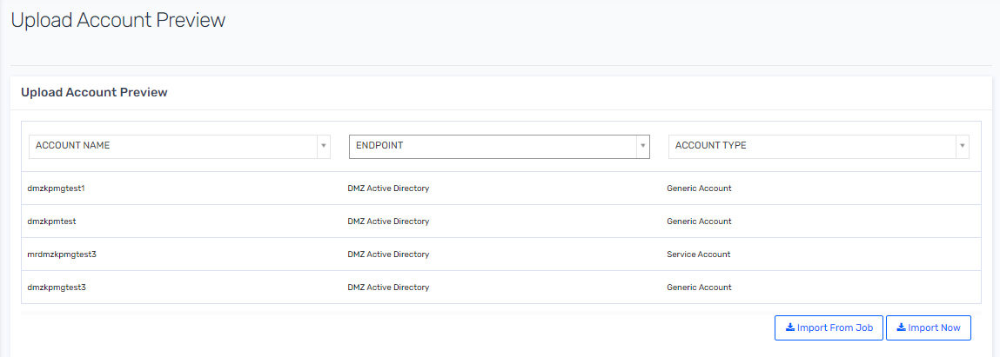 Upload Account Preview
Upload Account Preview
ACCOUNT NAME ENDPOINT ACCOUNT TYPE
dmzkpmgtest1 DMZ Active Directory Generic Account
dmzkpmtest DMZ Active Directory Generic Account
mrdmzkpmgtest3 DMZ Active Directory Service Account
dmzkpmgtest3 DMZ Active Directory Generic Account
Import From Job Import Now